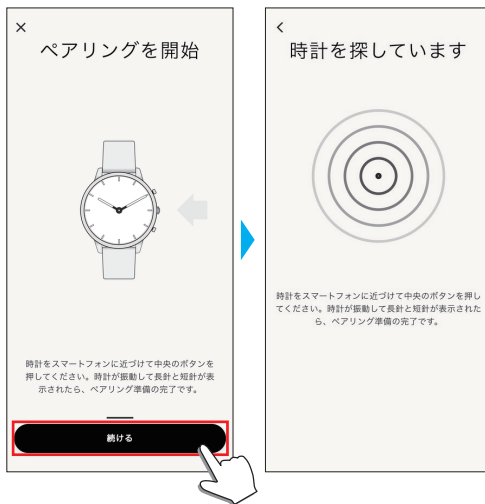 ペアリングを開始
時計をスマートフォンに近づけて中央のボタンを
押してください。時計が振動して長針と短針が表
示されたら、ペアリング準備の完了です。
続ける
時計を探しています
時計をスマートフォンに近づけて中央のボタンを押し
てください。時計が振動して長針と短針が表示された
ら、ペアリング準備の完了です。